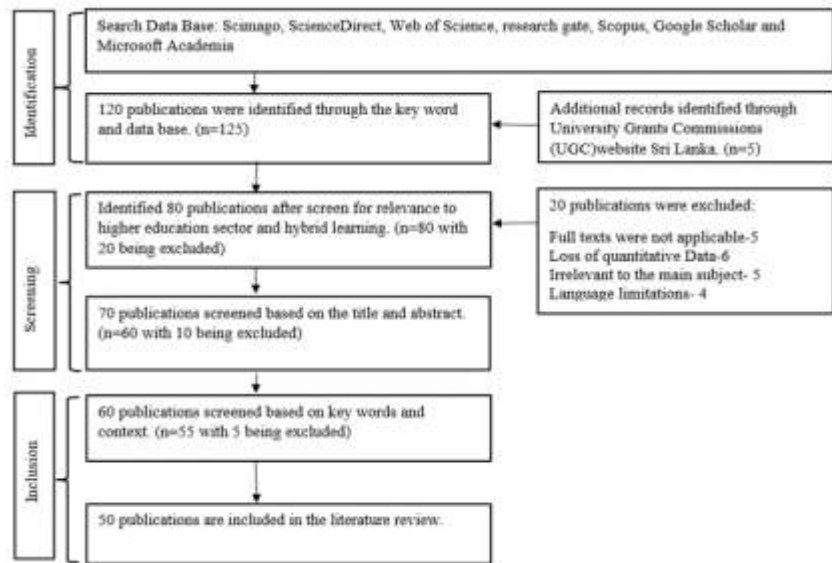 Search Data Base: Scimago, ScienceDirect, Web of Science, research gate, Scopus, Google Scholar and
Microsoft Academia
Identification
120 publications were identified through the key word
and data base. (n=125)
Additional records identified through
University Grants Commissions
(UGC)website Sri Lanka. (n=5)
Screening
Identified 80 publications after screen for relevance to
higher education sector and hybrid learning. (n=80 with
20 being excluded)
20 publications were excluded:
Full texts were not applicable-5
Loss of quantitative Data-6
Irrelevant to the main subject- 5
Language limitations- 4
70 publications screened based on the title and abstract.
(n=60 with 10 being excluded)
Inclusion
60 publications screened based on key words and
context. (n=55 with 5 being excluded)
50 publications are included in the literature review.